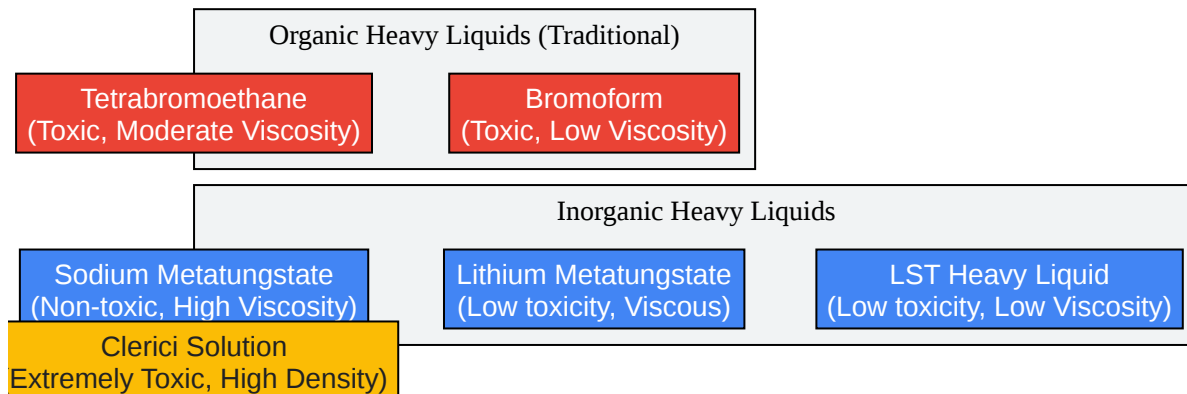 Organic Heavy Liquids (Traditional)
Tetrabromoethane
(Toxic, Moderate Viscosity)
Bromoform
(Toxic, Low Viscosity)
Inorganic Heavy Liquids
Sodium Metatungstate
(Non-toxic, High Viscosity)
Lithium Metatungstate
(Low toxicity, Viscous)
LST Heavy Liquid
(Low toxicity, Low Viscosity)
Clerici Solution
(Extremely Toxic, High Density)